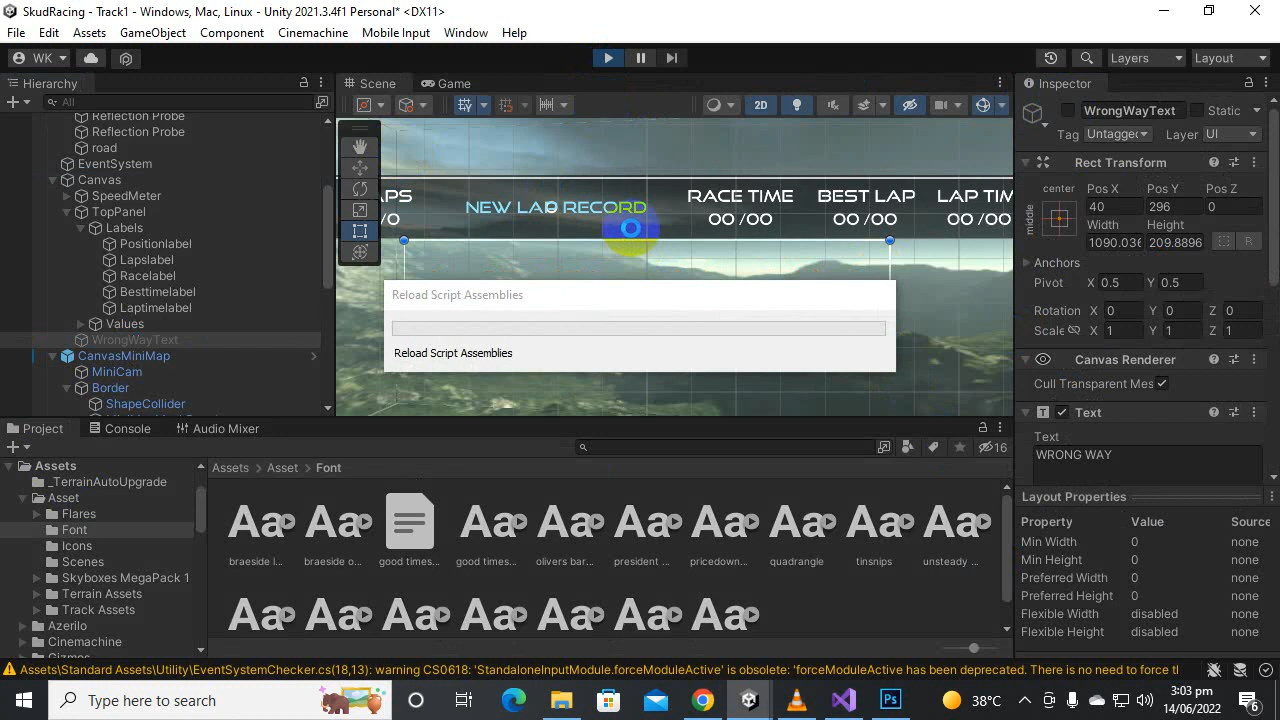 SkudRacing - Track1 - Windows, Mac, Linux - Unity 2021.3.4f1 Personal* <DX11>
File Edit Assets GameObject Component Cinemachine Mobile Input Window Help
WK Layers Layout
Hierarchy
All
Reflection Probe
Reflection Probe
road
EventSystem
Canvas
SpeedMeter
TopPanel
Labels
Positionlabel
Lapslabel
Racelabel
Besttimelabel
Laptimelabel
Values
WrongWayText
CanvasMiniMap
MiniCam
Border
ShapeCollider
Scene Game
2D
APS
/0
NEW LAP RECORD
RACE TIME
00 /00
BEST LAP
00 /00
LAP TIM
00 /00
Reload Script Assemblies
Reload Script Assemblies
Inspector
WrongWayText Static
Tag Untagged Layer UI
Rect Transform
center Pos X Pos Y Pos Z
middle 40 296 0
Width Height
1090.036 209.8896 R
Anchors
Pivot X 0.5 Y 0.5
Rotation X 0 Y 0 Z 0
Scale X 1 Y 1 Z 1
Canvas Renderer
Cull Transparent Mes
Text
Text
WRONG WAY
Layout Properties
Property Value Source
Min Width 0 none
Min Height 0 none
Preferred Width 0 none
Preferred Height 0 none
Flexible Width disabled none
Flexible Height disabled none
Project Console Audio Mixer
16
Assets
_TerrainAutoUpgrade
Asset
Flares
Font
Icons
Scenes
Skyboxes MegaPack 1
Terrain Assets
Track Assets
Azerilo
Cinemachine
Assets > Asset > Font
braeside l... braeside o... good times... good times... olivers bar... president ... pricedown... quadrangle tinsnips unsteady ...
Assets\Standard Assets\Utility\EventSystemChecker.cs(18,13): warning CS0618: 'StandaloneInputModule.forceModuleActive' is obsolete: 'forceModuleActive has been deprecated. There is no need to force tl
Type here to search
38°C
3:03 pm
14/06/2022
6